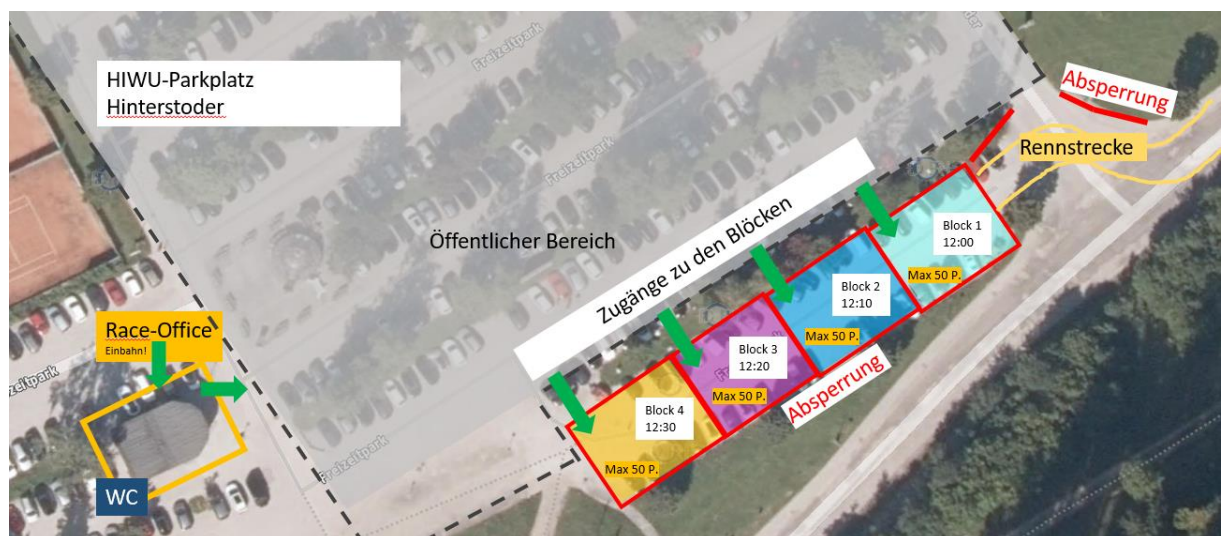 HIWU-Parkplatz
Hinterstoder
Freizeitpark
Freizeitpark
Absperrung
Rennstrecke
Öffentlicher Bereich
Zugänge zu den Blöcken
Block 1
12:00
Max 50 P.
Block 2
12:10
Max 50 P.
Block 3
12:20
Max 50 P.
Block 4
12:30
Max 50 P.
Absperrung
Race-Office
Einbahn!
Freizeitpark
WC